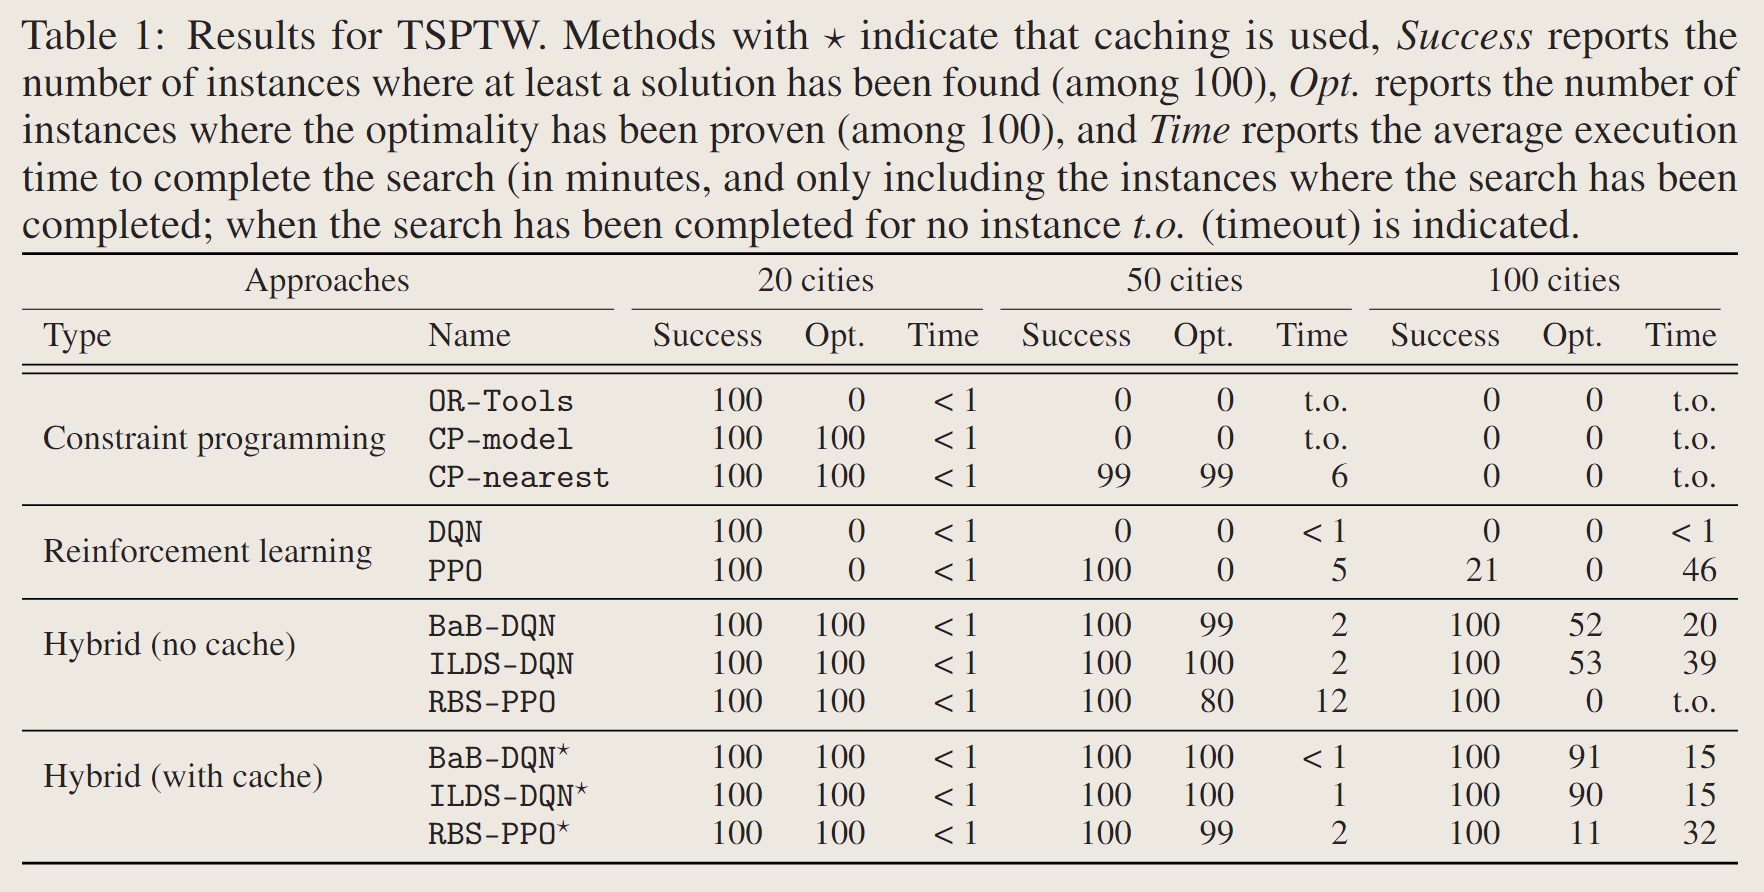 Table 1: Results for TSPTW. Methods with ⋆ indicate that caching is used, Success reports the
number of instances where at least a solution has been found (among 100), Opt. reports the number of
instances where the optimality has been proven (among 100), and Time reports the average execution
time to complete the search (in minutes, and only including the instances where the search has been
completed; when the search has been completed for no instance t.o. (timeout) is indicated.
Approaches 20 cities 50 cities 100 cities
Type Name Success Opt. Time Success Opt. Time Success Opt. Time
OR-Tools 100 0 < 1 0 0 t.o. 0 0 t.o.
Constraint programming CP-model 100 100 < 1 0 0 t.o. 0 0 t.o.
CP-nearest 100 100 < 1 99 99 6 0 0 t.o.
DQN 100 0 < 1 0 0 < 1 0 0 < 1
Reinforcement learning
PPO 100 0 < 1 100 0 5 21 0 46
BaB-DQN 100 100 < 1 100 99 2 100 52 20
Hybrid (no cache)
ILDS-DQN 100 100 < 1 100 100 2 100 53 39
RBS-PPO 100 100 < 1 100 80 12 100 0 t.o.
BaB-DQN⋆ 100 100 < 1 100 100 < 1 100 91 15
Hybrid (with cache)
ILDS-DQN⋆ 100 100 < 1 100 100 1 100 90 15
RBS-PPO⋆ 100 100 < 1 100 99 2 100 11 32